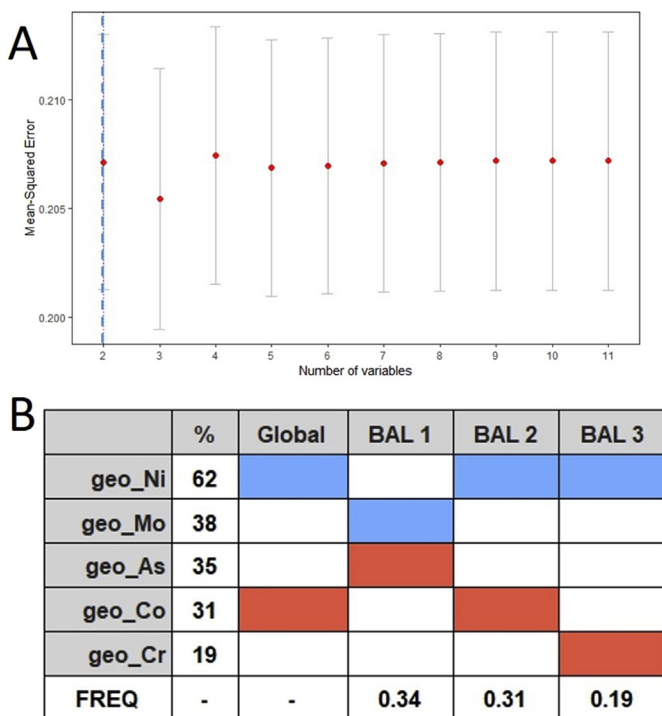 A
Mean-Squared Error
0.210
0.205
0.200
2 3 4 5 6 7 8 9 10 11
Number of variables
B
% Global BAL 1 BAL 2 BAL 3
geo_Ni 62
geo_Mo 38
geo_As 35
geo_Co 31
geo_Cr 19
FREQ - - 0.34 0.31 0.19